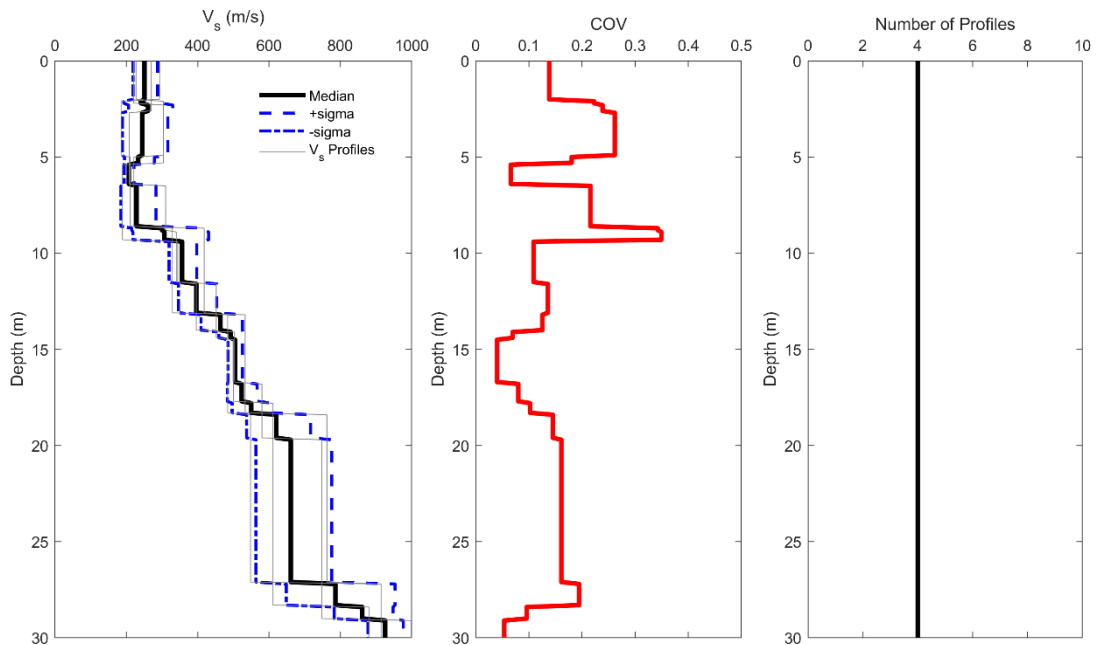 V_s (m/s)
0 200 400 600 800 1000
0
5
10
15
20
25
30
Depth (m)
Median
+sigma
-sigma
V_s Profiles
COV
0 0.1 0.2 0.3 0.4 0.5
0
5
10
15
20
25
30
Depth (m)
Number of Profiles
0 2 4 6 8 10
0
5
10
15
20
25
30
Depth (m)